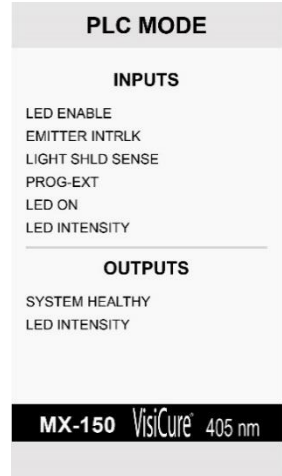 PLC MODE
INPUTS
LED ENABLE
EMITTER INTRLK
LIGHT SHLD SENSE
PROG-EXT
LED ON
LED INTENSITY
OUTPUTS
SYSTEM HEALTHY
LED INTENSITY
MX-150 VisiCure® 405 nm